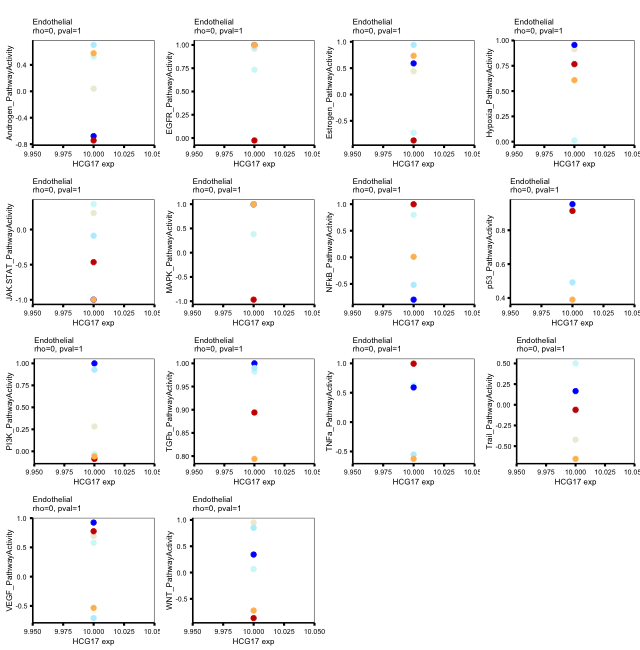 Endothelial
rho=0, pval=1
Androgen_PathwayActivity
0.4
0.0
-0.4
-0.8
9.950 9.975 10.000 10.025 10.05
HCG17 exp
Endothelial
rho=0, pval=1
EGFR_PathwayActivity
1.00
0.75
0.50
0.25
0.00
9.950 9.975 10.000 10.025 10.05
HCG17 exp
Endothelial
rho=0, pval=1
Estrogen_PathwayActivity
1.0
0.5
0.0
-0.5
9.950 9.975 10.000 10.025 10.05
HCG17 exp
Endothelial
rho=0, pval=1
Hypoxia_PathwayActivity
1.00
0.75
0.50
0.25
0.00
9.950 9.975 10.000 10.025 10.05
HCG17 exp
Endothelial
rho=0, pval=1
JAK.STAT_PathwayActivity
0.0
-0.5
-1.0
9.950 9.975 10.000 10.025 10.05
HCG17 exp
Endothelial
rho=0, pval=1
MAPK_PathwayActivity
1.0
0.5
0.0
-0.5
-1.0
9.950 9.975 10.000 10.025 10.05
HCG17 exp
Endothelial
rho=0, pval=1
NFkB_PathwayActivity
1.0
0.5
0.0
-0.5
9.950 9.975 10.000 10.025 10.05
HCG17 exp
Endothelial
rho=0, pval=1
p53_PathwayActivity
0.8
0.6
0.4
9.950 9.975 10.000 10.025 10.05
HCG17 exp
Endothelial
rho=0, pval=1
PI3K_PathwayActivity
1.00
0.75
0.50
0.25
0.00
9.950 9.975 10.000 10.025 10.05
HCG17 exp
Endothelial
rho=0, pval=1
TGFb_PathwayActivity
1.00
0.95
0.90
0.85
0.80
9.950 9.975 10.000 10.025 10.05
HCG17 exp
Endothelial
rho=0, pval=1
TNFa_PathwayActivity
1.0
0.5
0.0
-0.5
9.950 9.975 10.000 10.025 10.05
HCG17 exp
Endothelial
rho=0, pval=1
Trail_PathwayActivity
0.50
0.25
0.00
-0.25
-0.50
9.950 9.975 10.000 10.025 10.05
HCG17 exp
Endothelial
rho=0, pval=1
VEGF_PathwayActivity
1.0
0.5
0.0
-0.5
9.950 9.975 10.000 10.025 10.05
HCG17 exp
Endothelial
rho=0, pval=1
WNT_PathwayActivity
1.0
0.5
0.0
-0.5
9.950 9.975 10.000 10.025 10.050
HCG17 exp